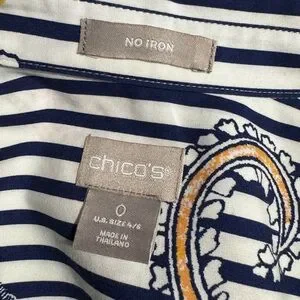 NO IRON
chico's
0
U.S. SIZE 4/6
MADE IN
THAILAND